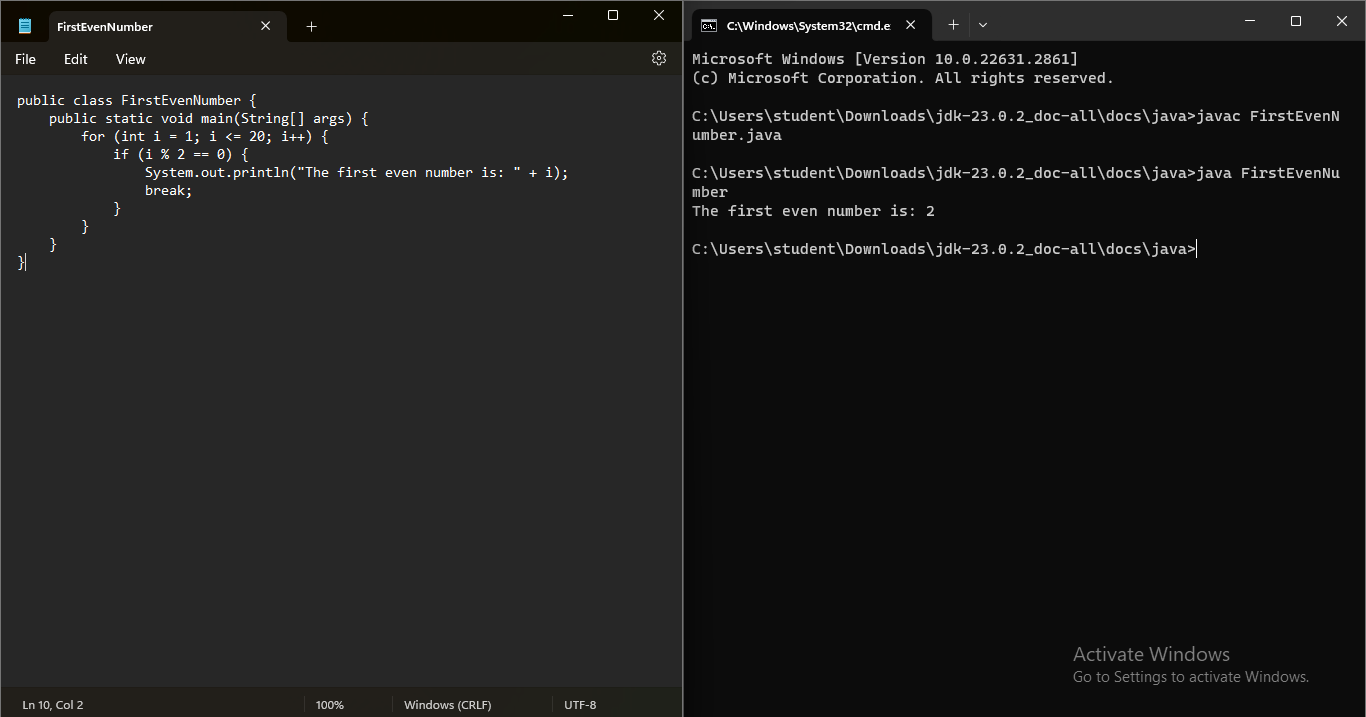 FirstEvenNumber
File Edit View
public class FirstEvenNumber {
    public static void main(String[] args) {
        for (int i = 1; i <= 20; i++) {
            if (i % 2 == 0) {
                System.out.println("The first even number is: " + i);
                break;
            }
        }
    }
}
Ln 10, Col 2 100% Windows (CRLF) UTF-8
C:\Windows\System32\cmd.e
Microsoft Windows [Version 10.0.22631.2861]
(c) Microsoft Corporation. All rights reserved.
C:\Users\student\Downloads\jdk-23.0.2_doc-all\docs\java>javac FirstEvenN
umber.java
C:\Users\student\Downloads\jdk-23.0.2_doc-all\docs\java>java FirstEvenNu
mber
The first even number is: 2
C:\Users\student\Downloads\jdk-23.0.2_doc-all\docs\java>
Activate Windows
Go to Settings to activate Windows.